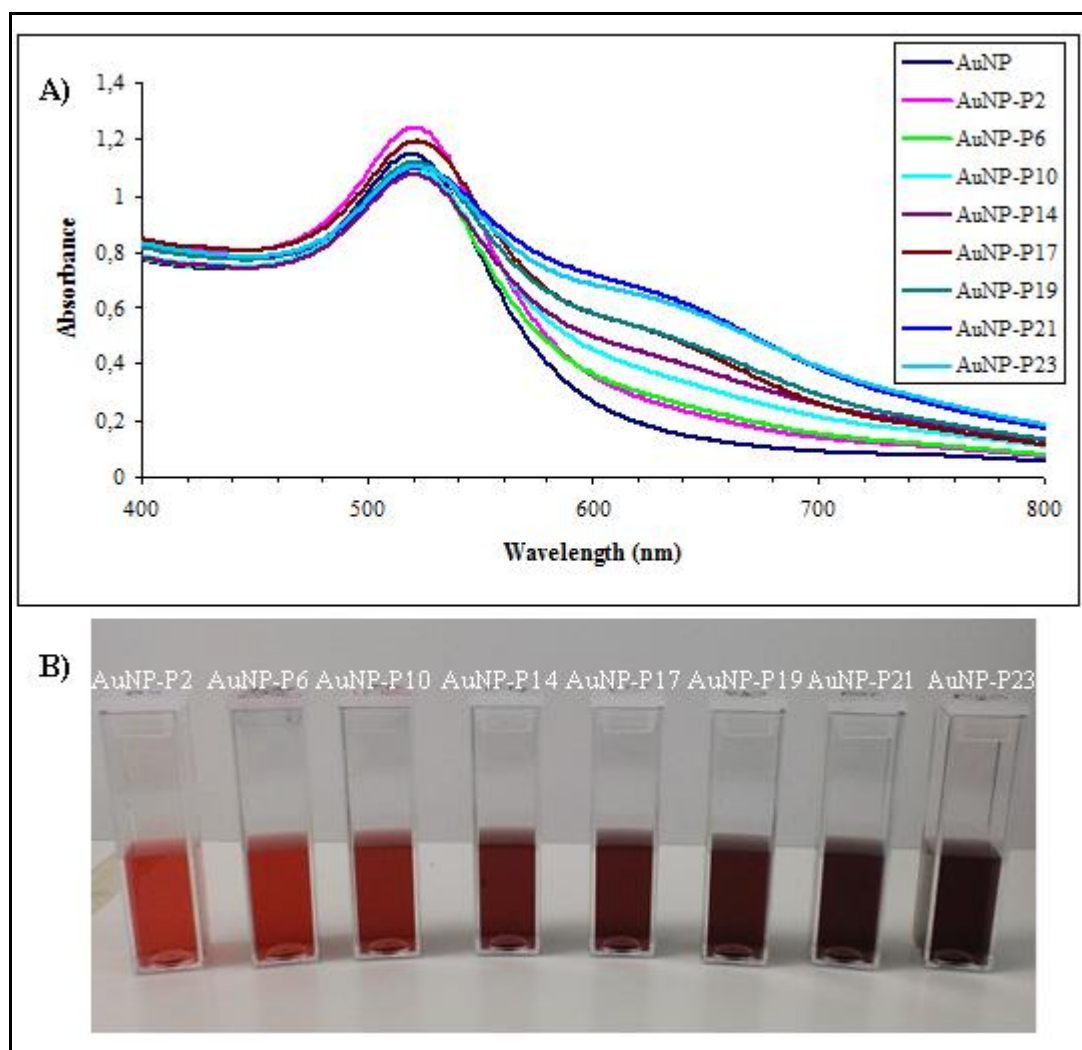 A)
1,4
1,2
1
0,8
0,6
0,4
0,2
0
Absorbance
400 500 600 700 800
Wavelength (nm)
AuNP
AuNP-P2
AuNP-P6
AuNP-P10
AuNP-P14
AuNP-P17
AuNP-P19
AuNP-P21
AuNP-P23
B)
AuNP-P2 AuNP-P6 AuNP-P10 AuNP-P14 AuNP-P17 AuNP-P19 AuNP-P21 AuNP-P23